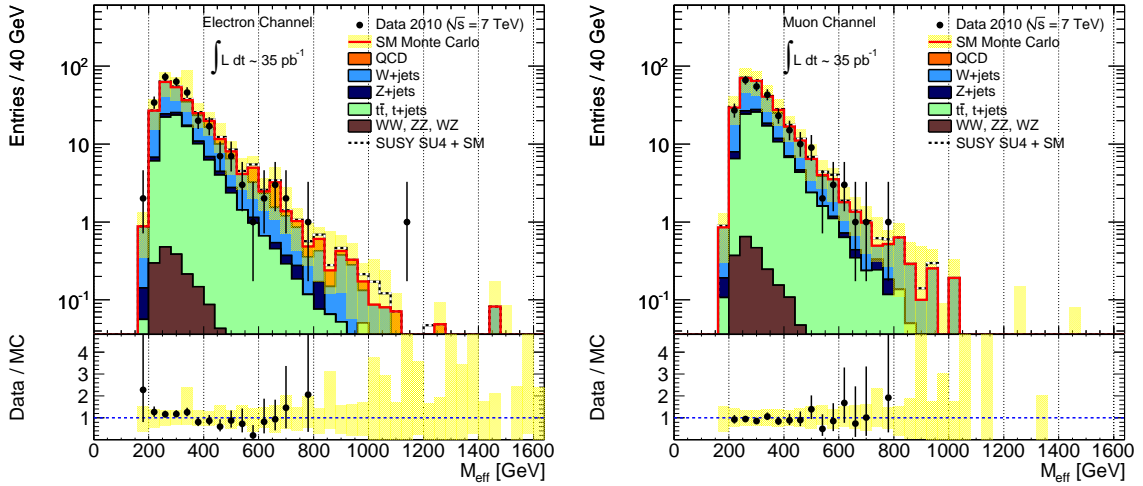 Entries / 40 GeV
10²
10
1
10⁻¹
Electron Channel
∫ L dt ~ 35 pb⁻¹
Data 2010 (√s = 7 TeV)
SM Monte Carlo
QCD
W+jets
Z+jets
tt̄, t+jets
WW, ZZ, WZ
SUSY SU4 + SM
Data / MC
4
3
2
1
0 200 400 600 800 1000 1200 1400 1600
M_eff [GeV]
Entries / 40 GeV
10²
10
1
10⁻¹
Muon Channel
∫ L dt ~ 35 pb⁻¹
Data 2010 (√s = 7 TeV)
SM Monte Carlo
QCD
W+jets
Z+jets
tt̄, t+jets
WW, ZZ, WZ
SUSY SU4 + SM
Data / MC
4
3
2
1
0 200 400 600 800 1000 1200 1400 1600
M_eff [GeV]